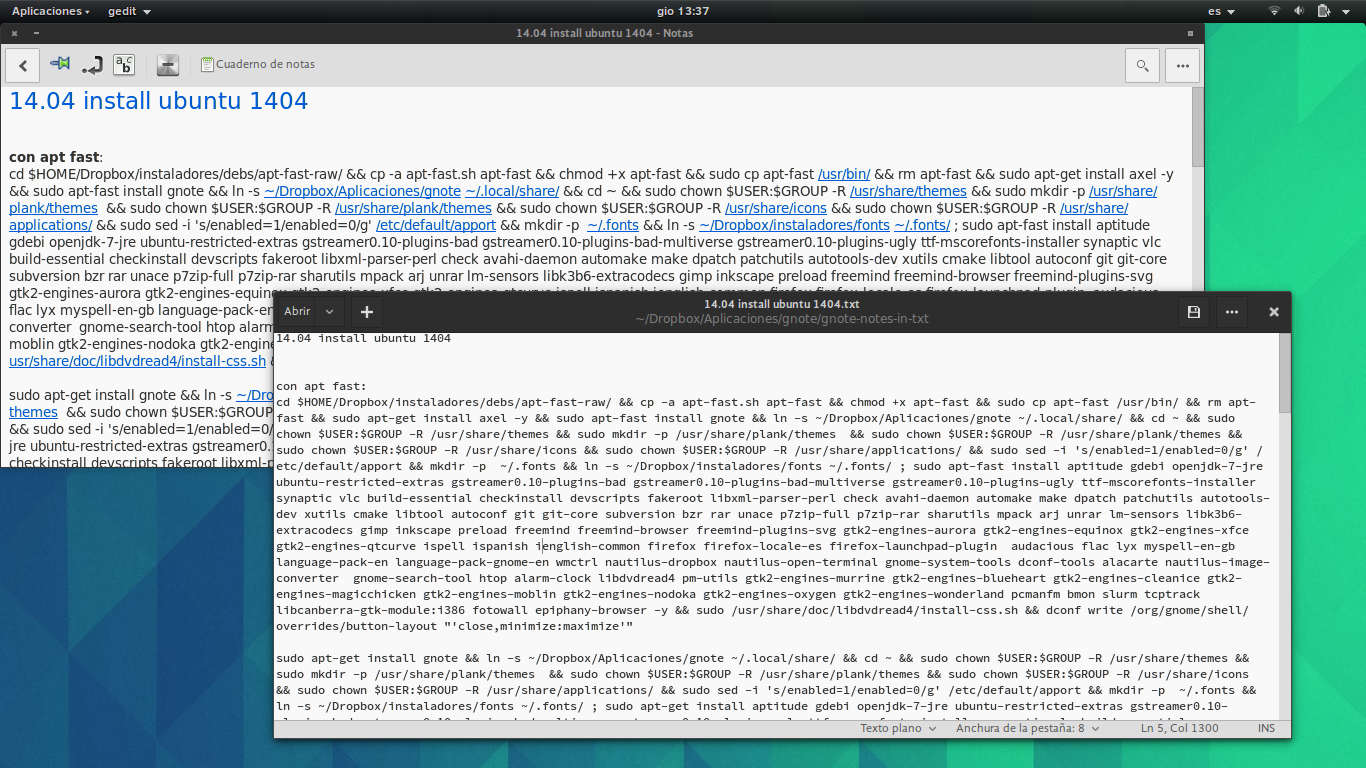 Aplicaciones gedit gio 13:37 es
14.04 install ubuntu 1404 - Notas
Cuaderno de notas
14.04 install ubuntu 1404
con apt fast:
cd $HOME/Dropbox/instaladores/debs/apt-fast-raw/ && cp -a apt-fast.sh apt-fast && chmod +x apt-fast && sudo cp apt-fast /usr/bin/ && rm apt-fast && sudo apt-get install axel -y
&& sudo apt-fast install gnote && ln -s ~/Dropbox/Aplicaciones/gnote ~/.local/share/ && cd ~ && sudo chown $USER:$GROUP -R /usr/share/themes && sudo mkdir -p /usr/share/
plank/themes  && sudo chown $USER:$GROUP -R /usr/share/plank/themes && sudo chown $USER:$GROUP -R /usr/share/icons && sudo chown $USER:$GROUP -R /usr/share/
applications/ && sudo sed -i 's/enabled=1/enabled=0/g' /etc/default/apport && mkdir -p  ~/.fonts && ln -s ~/Dropbox/instaladores/fonts ~/.fonts/ ; sudo apt-fast install aptitude
gdebi openjdk-7-jre ubuntu-restricted-extras gstreamer0.10-plugins-bad gstreamer0.10-plugins-bad-multiverse gstreamer0.10-plugins-ugly ttf-mscorefonts-installer synaptic vlc
build-essential checkinstall devscripts fakeroot libxml-parser-perl check avahi-daemon automake make dpatch patchutils autotools-dev xutils cmake libtool autoconf git git-core
subversion bzr rar unace p7zip-full p7zip-rar sharutils mpack arj unrar lm-sensors libk3b6-extracodecs gimp inkscape preload freemind freemind-browser freemind-plugins-svg
gtk2-engines-aurora
flac lyx myspell-en-gb language-pack-en
converter  gnome-search-tool htop alarm
moblin gtk2-engines-nodoka gtk2-engine
usr/share/doc/libdvdread4/install-css.sh
sudo apt-get install gnote && ln -s ~/Dro
themes  && sudo chown $USER:$GROUP
&& sudo sed -i 's/enabled=1/enabled=0/
jre ubuntu-restricted-extras gstreamer0.
checkinstall devscripts fakeroot libxml-p
Abrir 14.04 install ubuntu 1404.txt
~/Dropbox/Aplicaciones/gnote/gnote-notes-in-txt
14.04 install ubuntu 1404
con apt fast:
cd $HOME/Dropbox/instaladores/debs/apt-fast-raw/ && cp -a apt-fast.sh apt-fast && chmod +x apt-fast && sudo cp apt-fast /usr/bin/ && rm apt-
fast && sudo apt-get install axel -y && sudo apt-fast install gnote && ln -s ~/Dropbox/Aplicaciones/gnote ~/.local/share/ && cd ~ && sudo
chown $USER:$GROUP -R /usr/share/themes && sudo mkdir -p /usr/share/plank/themes  && sudo chown $USER:$GROUP -R /usr/share/plank/themes &&
sudo chown $USER:$GROUP -R /usr/share/icons && sudo chown $USER:$GROUP -R /usr/share/applications/ && sudo sed -i 's/enabled=1/enabled=0/g' /
etc/default/apport && mkdir -p  ~/.fonts && ln -s ~/Dropbox/instaladores/fonts ~/.fonts/ ; sudo apt-fast install aptitude gdebi openjdk-7-jre
ubuntu-restricted-extras gstreamer0.10-plugins-bad gstreamer0.10-plugins-bad-multiverse gstreamer0.10-plugins-ugly ttf-mscorefonts-installer
synaptic vlc build-essential checkinstall devscripts fakeroot libxml-parser-perl check avahi-daemon automake make dpatch patchutils autotools-
dev xutils cmake libtool autoconf git git-core subversion bzr rar unace p7zip-full p7zip-rar sharutils mpack arj unrar lm-sensors libk3b6-
extracodecs gimp inkscape preload freemind freemind-browser freemind-plugins-svg gtk2-engines-aurora gtk2-engines-equinox gtk2-engines-xfce
gtk2-engines-qtcurve ispell ispanish ienglish-common firefox firefox-locale-es firefox-launchpad-plugin  audacious flac lyx myspell-en-gb
language-pack-en language-pack-gnome-en wmctrl nautilus-dropbox nautilus-open-terminal gnome-system-tools dconf-tools alacarte nautilus-image-
converter  gnome-search-tool htop alarm-clock libdvdread4 pm-utils gtk2-engines-murrine gtk2-engines-blueheart gtk2-engines-cleanice gtk2-
engines-magicchicken gtk2-engines-moblin gtk2-engines-nodoka gtk2-engines-oxygen gtk2-engines-wonderland pcmanfm bmon slurm tcptrack
libcanberra-gtk-module:i386 fotowall epiphany-browser -y && sudo /usr/share/doc/libdvdread4/install-css.sh && dconf write /org/gnome/shell/
overrides/button-layout "'close,minimize:maximize'"
sudo apt-get install gnote && ln -s ~/Dropbox/Aplicaciones/gnote ~/.local/share/ && cd ~ && sudo chown $USER:$GROUP -R /usr/share/themes &&
sudo mkdir -p /usr/share/plank/themes  && sudo chown $USER:$GROUP -R /usr/share/plank/themes && sudo chown $USER:$GROUP -R /usr/share/icons
&& sudo chown $USER:$GROUP -R /usr/share/applications/ && sudo sed -i 's/enabled=1/enabled=0/g' /etc/default/apport && mkdir -p  ~/.fonts &&
ln -s ~/Dropbox/instaladores/fonts ~/.fonts/ ; sudo apt-get install aptitude gdebi openjdk-7-jre ubuntu-restricted-extras gstreamer0.10-
Texto plano Anchura de la pestaña: 8 Ln 5, Col 1300 INS